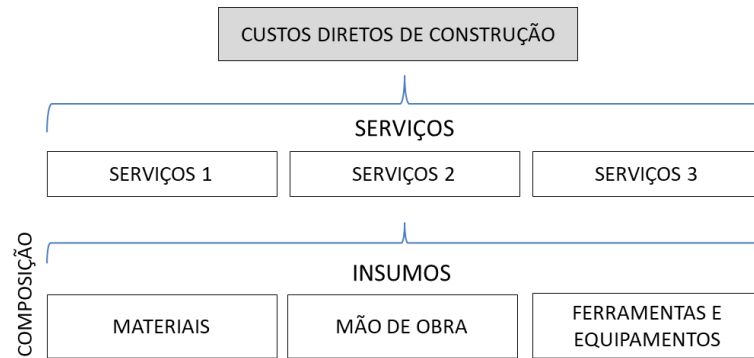 CUSTOS DIRETOS DE CONSTRUÇÃO
SERVIÇOS
SERVIÇOS 1
SERVIÇOS 2
SERVIÇOS 3
COMPOSIÇÃO
INSUMOS
MATERIAIS
MÃO DE OBRA
FERRAMENTAS E
EQUIPAMENTOS